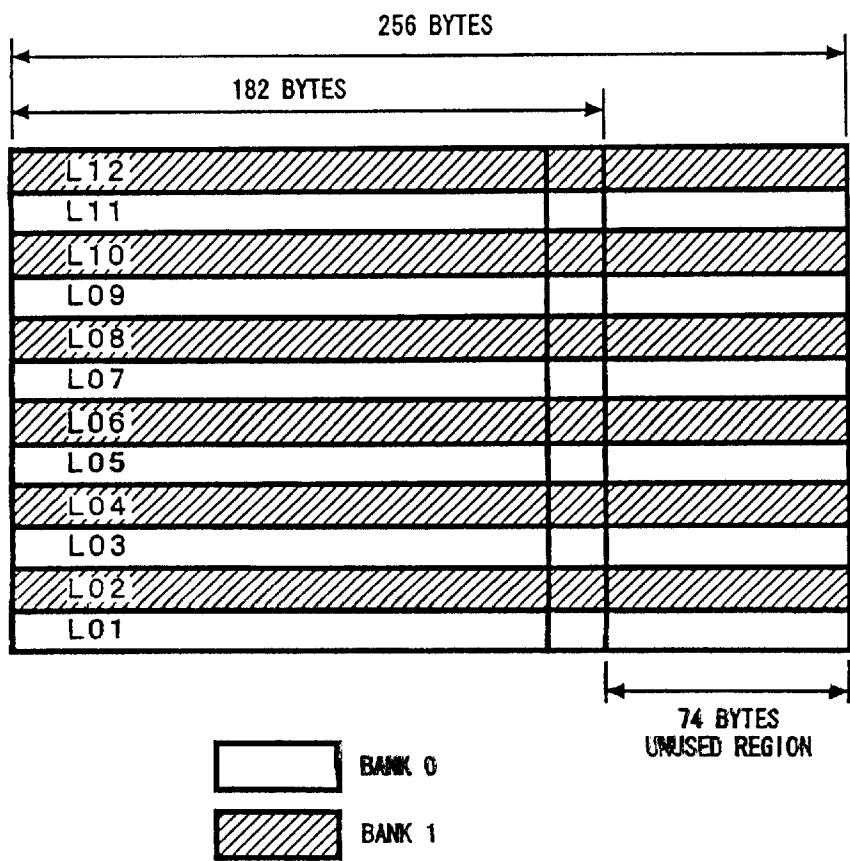 256 BYTES
182 BYTES
L12
L11
L10
L09
L08
L07
L06
L05
L04
L03
L02
L01
74 BYTES
UNUSED REGION
BANK 0
BANK 1